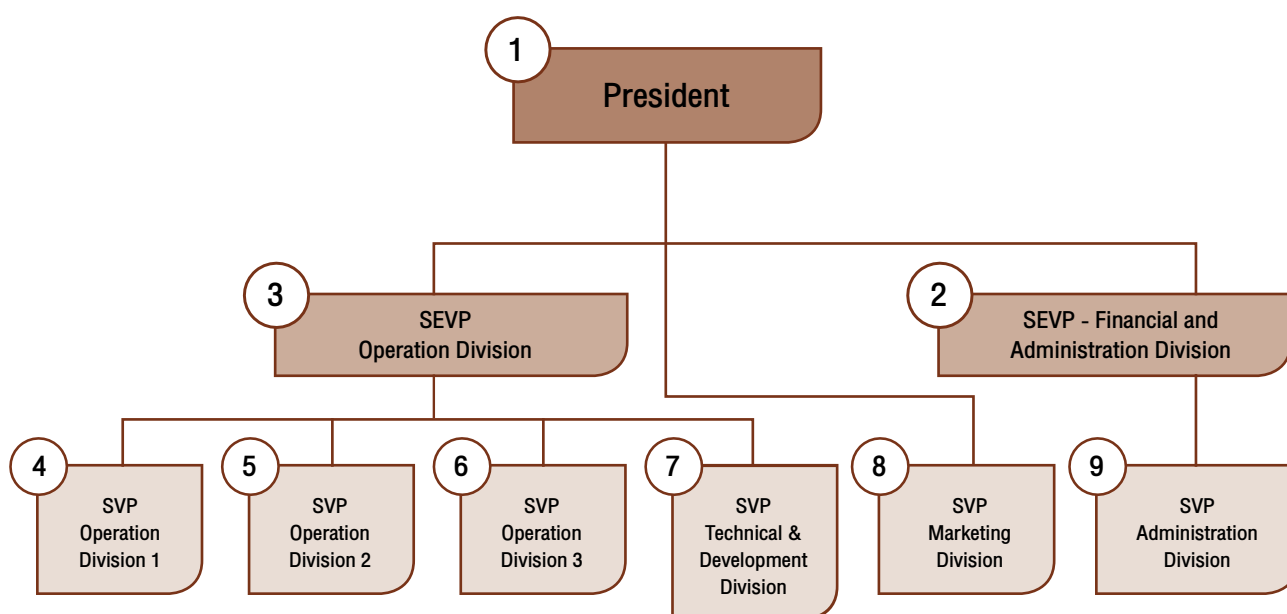 1
President
3
SEVP
Operation Division
2
SEVP - Financial and
Administration Division
4
SVP
Operation
Division 1
5
SVP
Operation
Division 2
6
SVP
Operation
Division 3
7
SVP
Technical &
Development
Division
8
SVP
Marketing
Division
9
SVP
Administration
Division